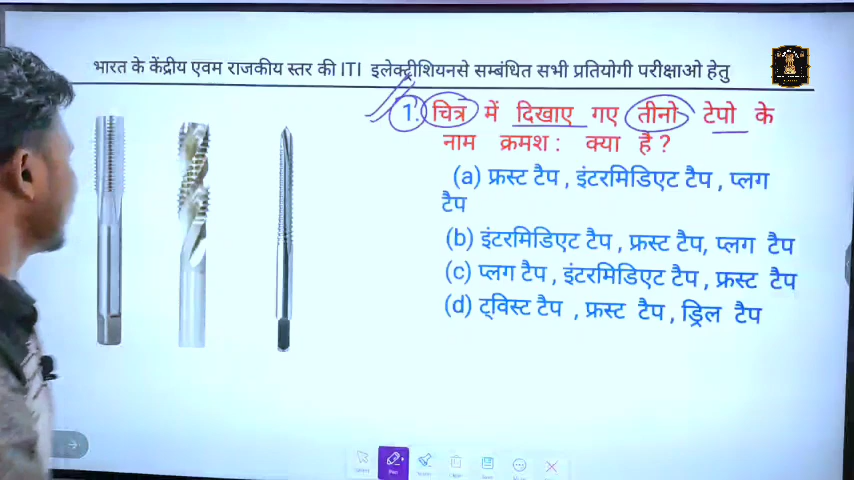 भारत के केंद्रीय एवम राजकीय स्तर की ITI इलेक्ट्रीशियनसे सम्बंधित सभी प्रतियोगी परीक्षाओ हेतु
1. चित्र में दिखाए गए तीनो टेपो के
नाम क्रमश : क्या है ?
(a) फ्रस्ट टैप , इंटरमिडिएट टैप , प्लग
टैप
(b) इंटरमिडिएट टैप , फ्रस्ट टैप, प्लग टैप
(c) प्लग टैप , इंटरमिडिएट टैप , फ्रस्ट टैप
(d) ट्विस्ट टैप , फ्रस्ट टैप , ड्रिल टैप